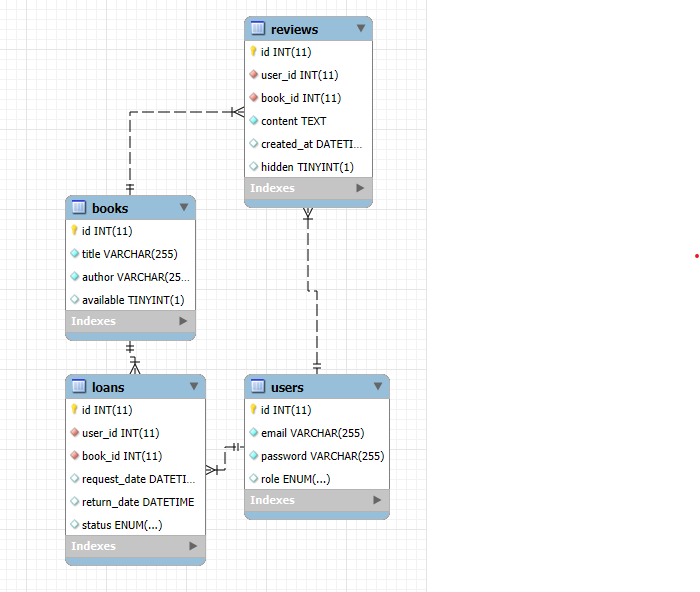 reviews
id INT(11)
user_id INT(11)
book_id INT(11)
content TEXT
created_at DATETI...
hidden TINYINT(1)
Indexes
books
id INT(11)
title VARCHAR(255)
author VARCHAR(25...
available TINYINT(1)
Indexes
loans
id INT(11)
user_id INT(11)
book_id INT(11)
request_date DATETI...
return_date DATETIME
status ENUM(...)
Indexes
users
id INT(11)
email VARCHAR(255)
password VARCHAR(255)
role ENUM(...)
Indexes